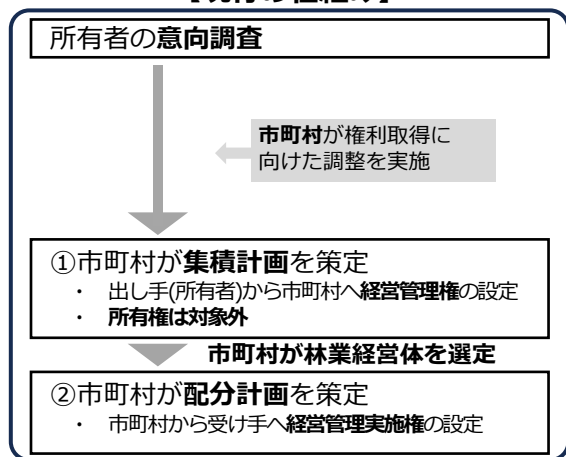 所有者の意向調査
市町村が権利取得に
向けた調整を実施
①市町村が集積計画を策定
・ 出し手(所有者)から市町村へ経営管理権の設定
・ 所有権は対象外
市町村が林業経営体を選定
②市町村が配分計画を策定
・ 市町村から受け手へ経営管理実施権の設定